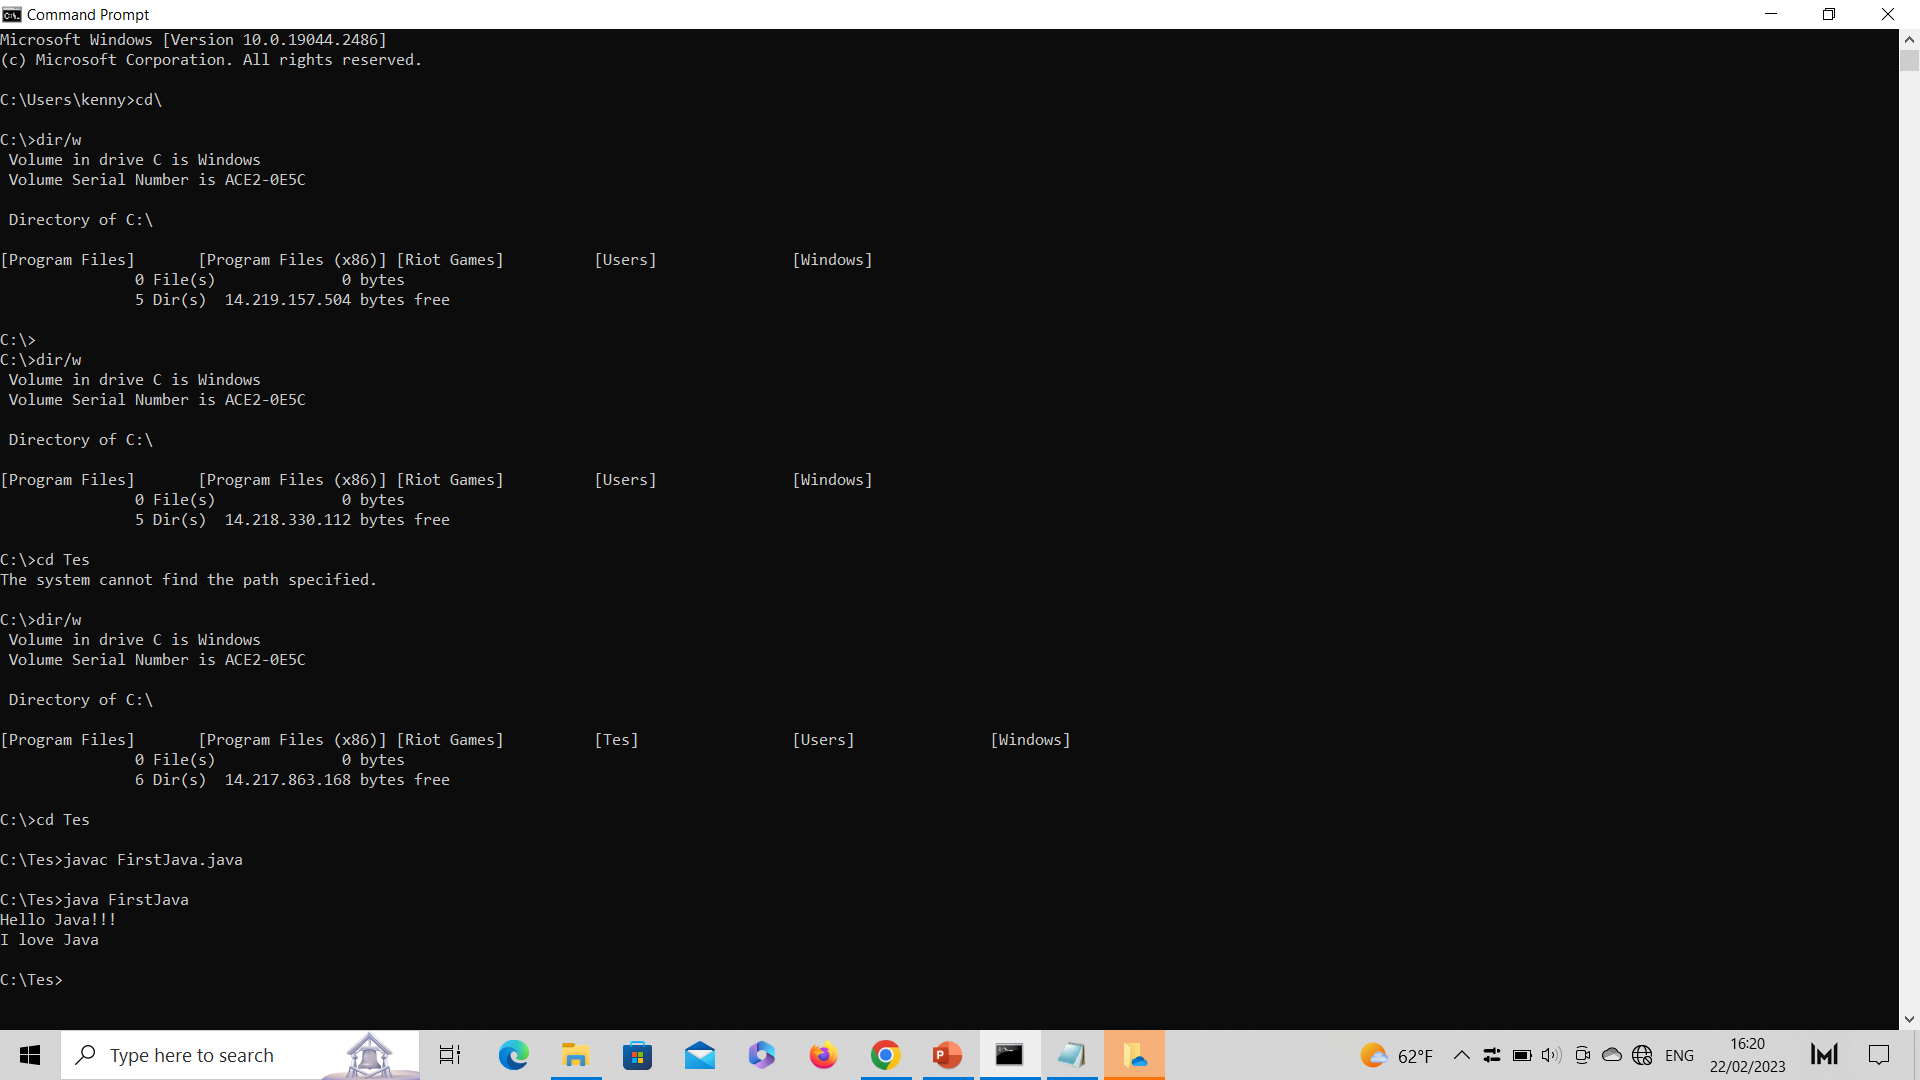 Command Prompt
Microsoft Windows [Version 10.0.19044.2486]
(c) Microsoft Corporation. All rights reserved.
C:\Users\kenny>cd\
C:\>dir/w
Volume in drive C is Windows
Volume Serial Number is ACE2-0E5C
Directory of C:\
[Program Files] [Program Files (x86)] [Riot Games] [Users] [Windows]
0 File(s) 0 bytes
5 Dir(s) 14.219.157.504 bytes free
C:\>
C:\>dir/w
Volume in drive C is Windows
Volume Serial Number is ACE2-0E5C
Directory of C:\
[Program Files] [Program Files (x86)] [Riot Games] [Users] [Windows]
0 File(s) 0 bytes
5 Dir(s) 14.218.330.112 bytes free
C:\>cd Tes
The system cannot find the path specified.
C:\>dir/w
Volume in drive C is Windows
Volume Serial Number is ACE2-0E5C
Directory of C:\
[Program Files] [Program Files (x86)] [Riot Games] [Tes] [Users] [Windows]
0 File(s) 0 bytes
6 Dir(s) 14.217.863.168 bytes free
C:\>cd Tes
C:\Tes>javac FirstJava.java
C:\Tes>java FirstJava
Hello Java!!!
I love Java
C:\Tes>
Type here to search
62°F
ENG
16:20
22/02/2023